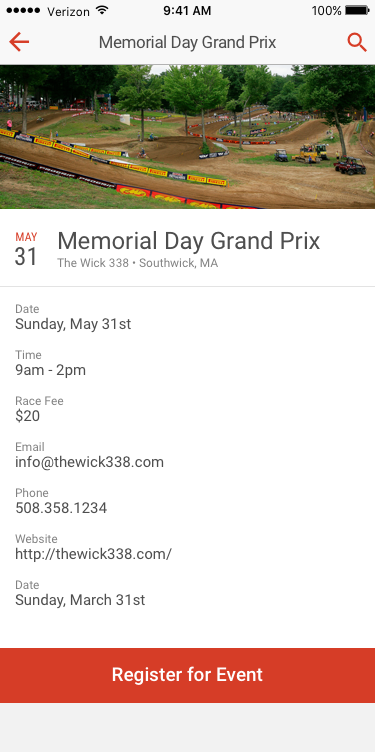 Verizon 9:41 AM 100%
Memorial Day Grand Prix
MAY
31
Memorial Day Grand Prix
The Wick 338 • Southwick, MA
Date
Sunday, May 31st
Time
9am - 2pm
Race Fee
$20
Email
info@thewick338.com
Phone
508.358.1234
Website
http://thewick338.com/
Date
Sunday, March 31st
Register for Event